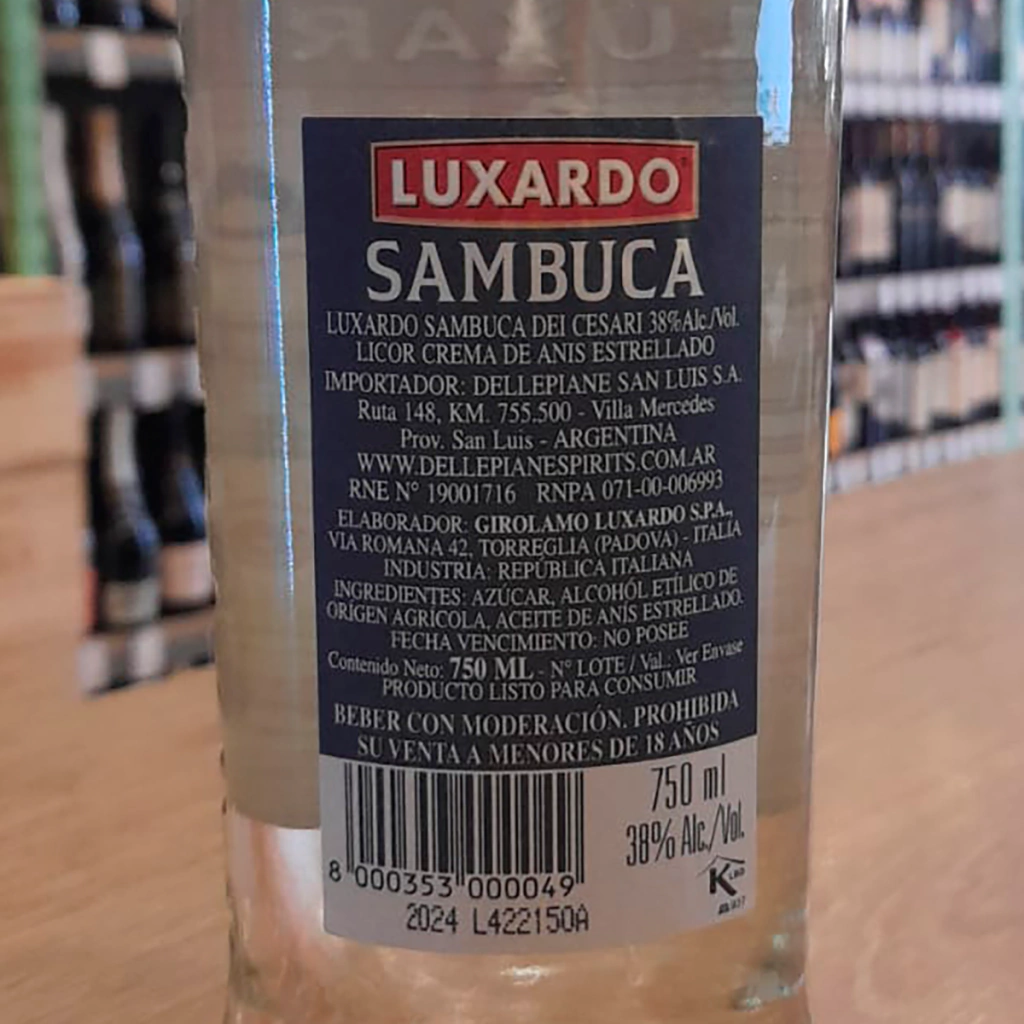 LUXAR
LUXARDO
SAMBUCA
LUXARDO SAMBUCA DEI CESARI 38%Alc./Vol.
LICOR CREMA DE ANIS ESTRELLADO
IMPORTADOR: DELLEPIANE SAN LUIS S.A.
Ruta 148, KM. 755.500 - Villa Mercedes
Prov. San Luis - ARGENTINA
WWW.DELLEPIANESPIRITS.COM.AR
RNE N° 19001716 RNPA 071-00-006993
ELABORADOR: GIROLAMO LUXARDO S.P.A.,
VIA ROMANA 42, TORREGLIA (PADOVA) - ITALIA
INDUSTRIA: REPÚBLICA ITALIANA
INGREDIENTES: AZÚCAR, ALCOHÓL ETÍLICO DE
ORÍGEN AGRÍCOLA, ACEITE DE ANÍS ESTRELLADO.
FECHA VENCIMIENTO: NO POSEE
Contenido Neto: 750 ML - N° LOTE / Val.: Ver Envase
PRODUCTO LISTO PARA CONSUMIR
BEBER CON MODERACIÓN. PROHIBIDA
SU VENTA A MENORES DE 18 AÑOS
750 ml
38% Alc./Vol.
8 000353 000049
K LBD
2024 L422150A